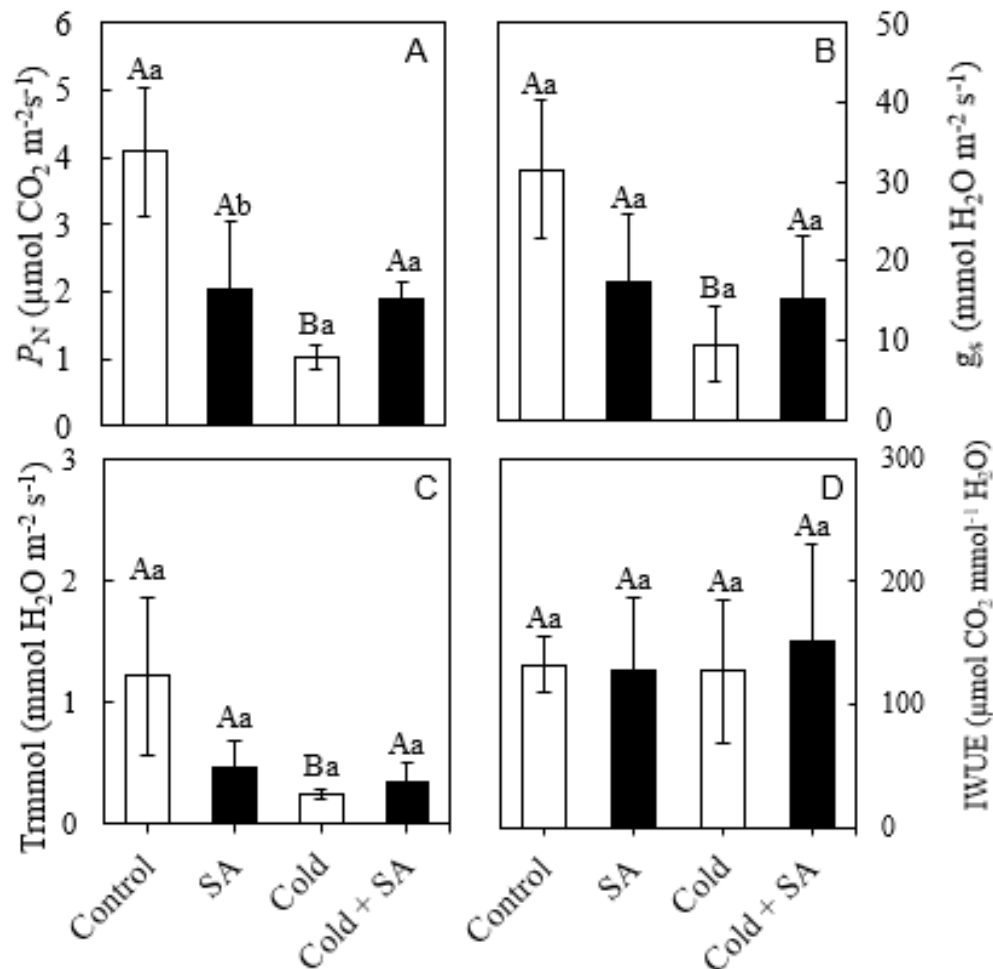 A
P_N (µmol CO₂ m⁻²s⁻¹)
6
5
4
3
2
1
0
Aa
Ab
Ba
Aa
B
Aa
Aa
Ba
Aa
50
40
30
20
10
0
g_s (mmol H₂O m⁻² s⁻¹)
C
Trmmol (mmol H₂O m⁻² s⁻¹)
3
2
1
0
Aa
Aa
Ba
Aa
D
Aa
Aa
Aa
Aa
300
200
100
0
IWUE (µmol CO₂ mmol⁻¹ H₂O)
Control
SA
Cold
Cold + SA
Control
SA
Cold
Cold + SA